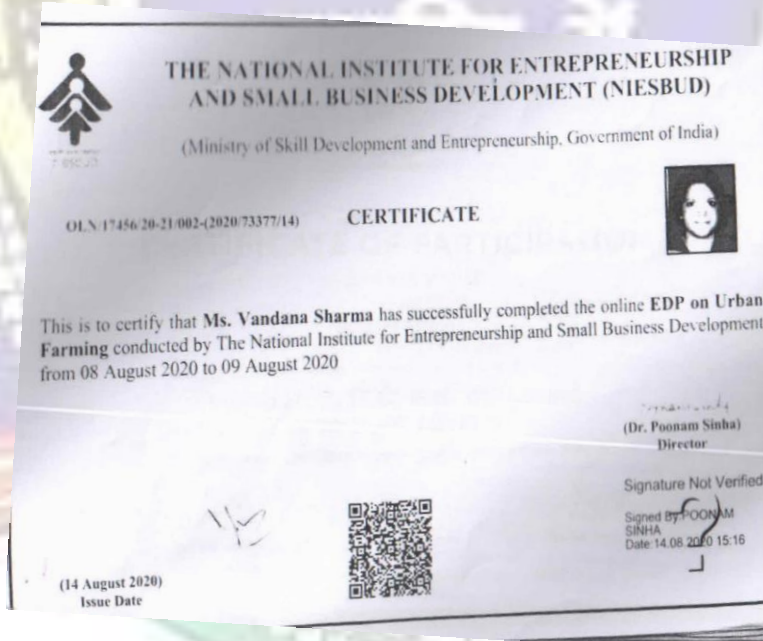 THE NATIONAL INSTITUTE FOR ENTREPRENEURSHIP
AND SMALL BUSINESS DEVELOPMENT (NIESBUD)
(Ministry of Skill Development and Entrepreneurship, Government of India)
OLN/17456/20-21/002-(2020/73377/14)
CERTIFICATE
This is to certify that Ms. Vandana Sharma has successfully completed the online EDP on Urban
Farming conducted by The National Institute for Entrepreneurship and Small Business Development
from 08 August 2020 to 09 August 2020
(Dr. Poonam Sinha)
Director
Signature Not Verified
Signed By:POONAM
SINHA
Date:14.08.2020 15:16
(14 August 2020)
Issue Date